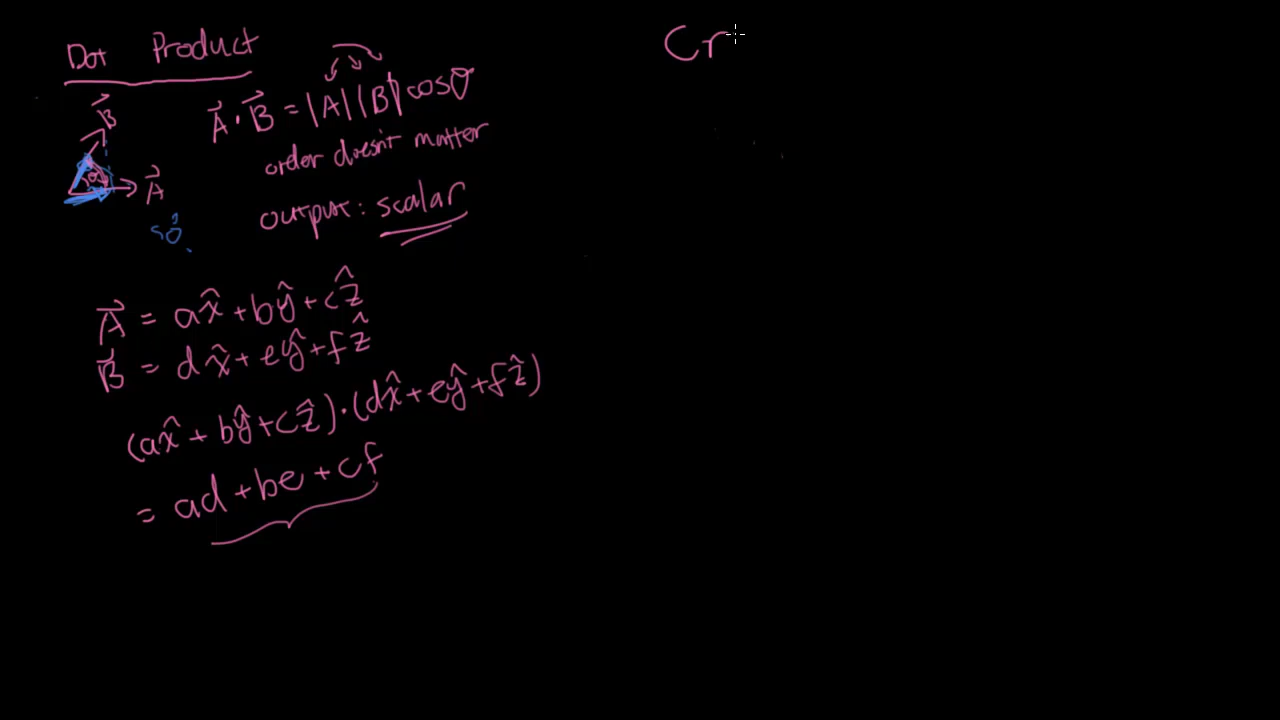 Dot Product
B⃗
A⃗
A⃗ · B⃗ = |A||B| cosθ
order doesn't matter
output: scalar
A⃗ = ax̂ + bŷ + cẑ
B⃗ = dx̂ + eŷ + fẑ
(ax̂ + bŷ + cẑ) · (dx̂ + eŷ + fẑ)
= ad + be + cf
Cr